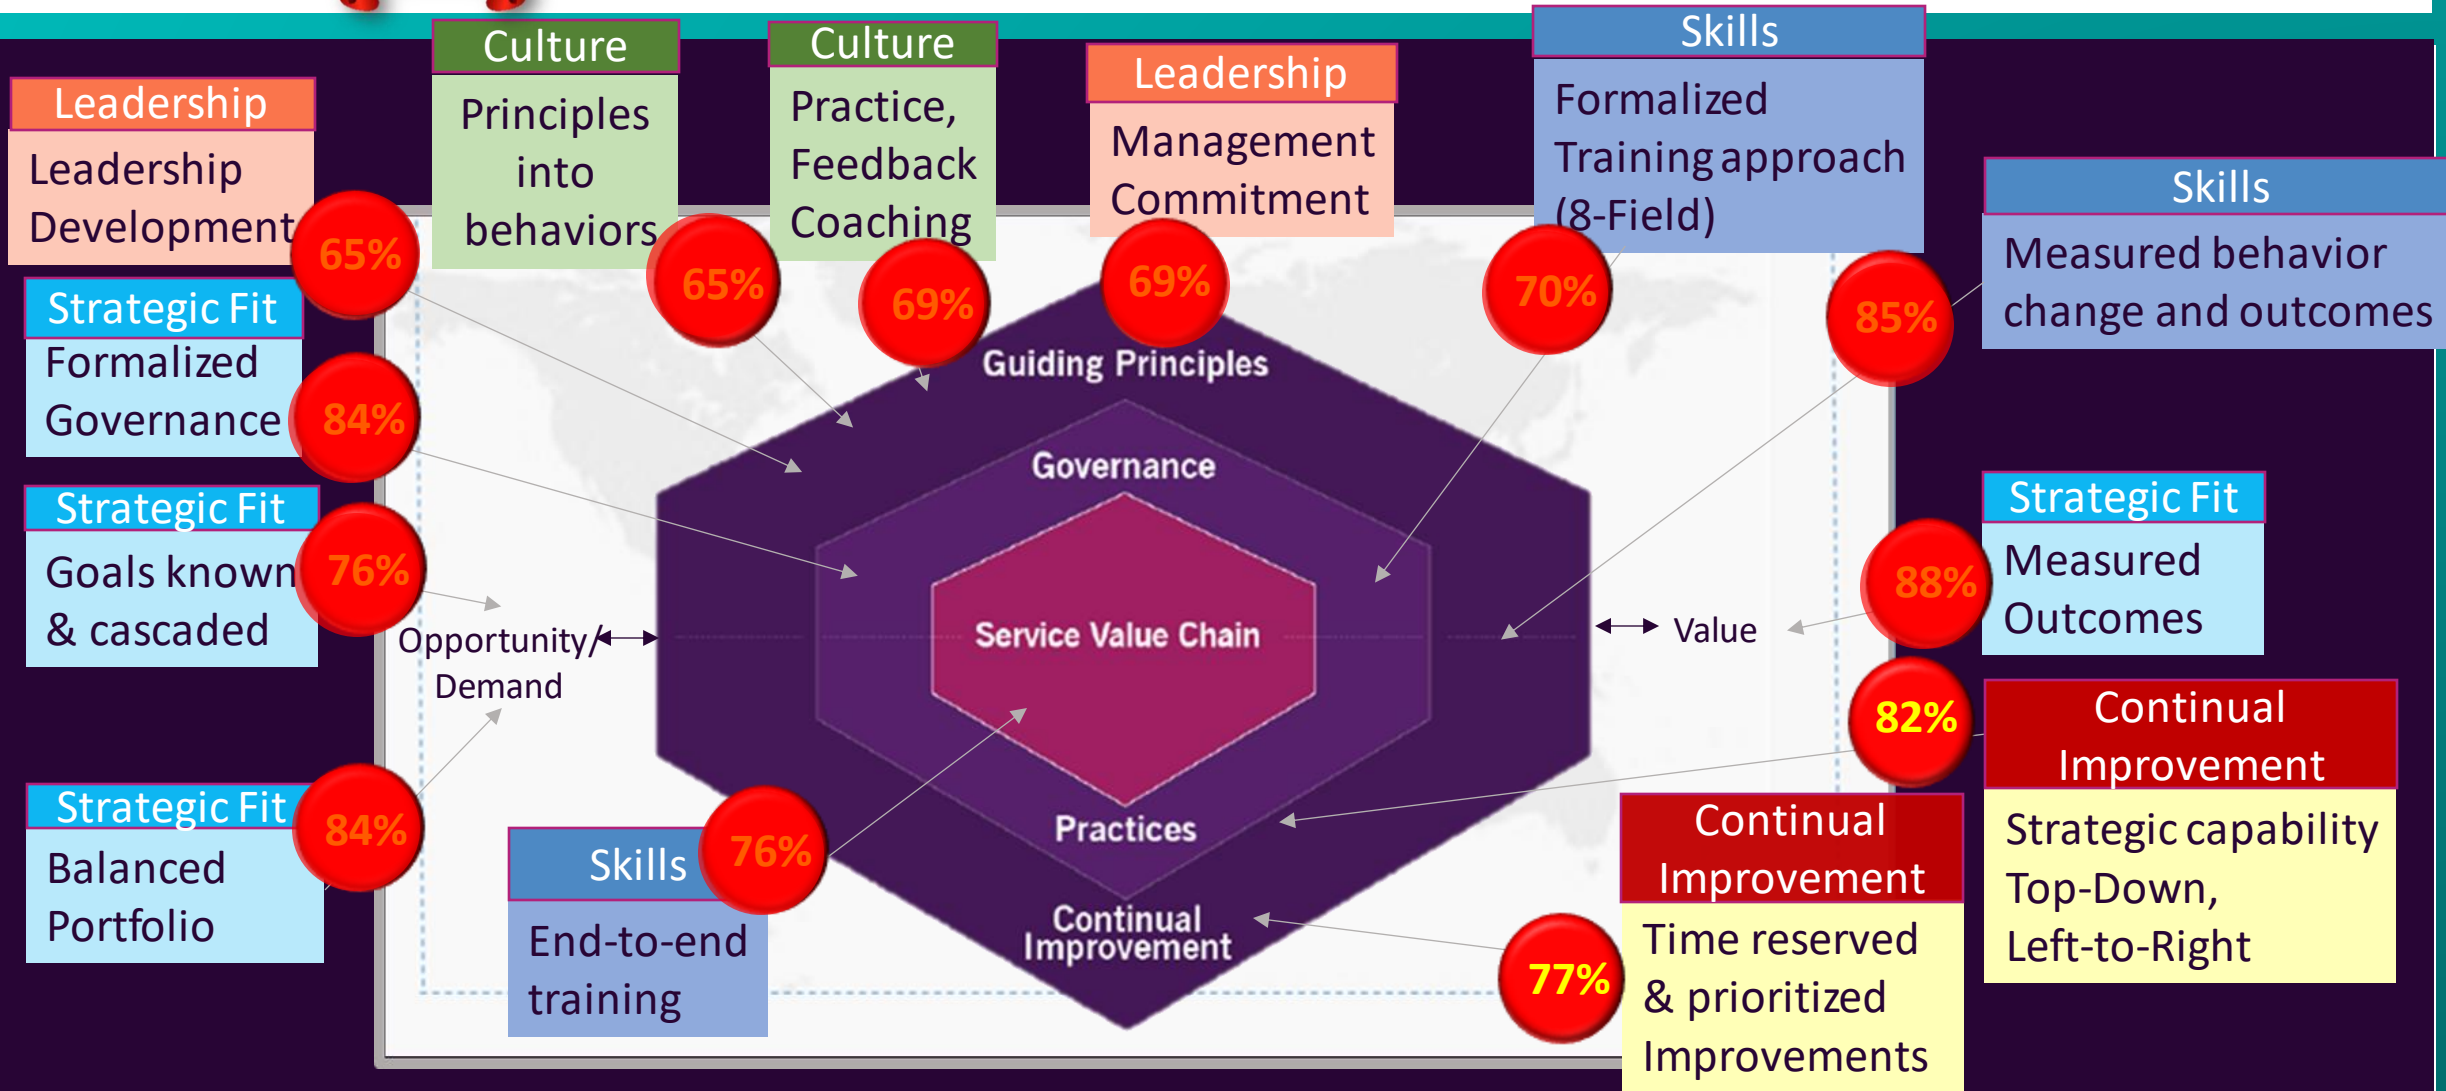 Leadership
Leadership
Development
65%
Culture
Principles
into
behaviors
65%
Culture
Practice,
Feedback
Coaching
69%
Leadership
Management
Commitment
69%
Skills
Formalized
Training approach
(8-Field)
70%
Skills
Measured behavior
change and outcomes
85%
Strategic Fit
Formalized
Governance
84%
Strategic Fit
Goals known
& cascaded
76%
Strategic Fit
Balanced
Portfolio
84%
Opportunity/
Demand
Guiding Principles
Governance
Service Value Chain
Practices
Continual
Improvement
Value
Strategic Fit
Measured
Outcomes
88%
Continual
Improvement
Strategic capability
Top-Down,
Left-to-Right
82%
Skills
End-to-end
training
76%
Continual
Improvement
Time reserved
& prioritized
Improvements
77%